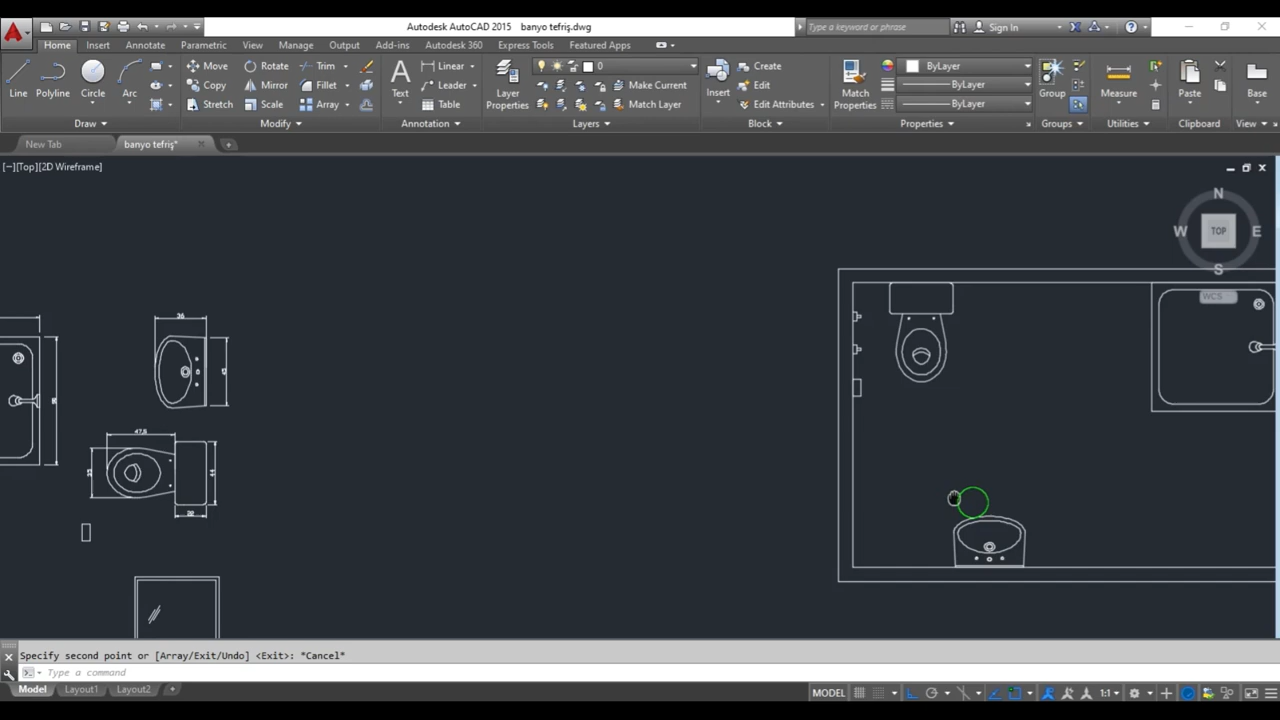 Autodesk AutoCAD 2015 banyo tefriş.dwg
Type a keyword or phrase
Sign In
Home Insert Annotate Parametric View Manage Output Add-ins Autodesk 360 Express Tools Featured Apps
Line
Polyline
Circle
Arc
Draw
Move
Copy
Stretch
Rotate
Mirror
Scale
Trim
Fillet
Array
Modify
Text
Linear
Leader
Table
Annotation
Layer
Properties
0
Make Current
Match Layer
Layers
Insert
Create
Edit
Edit Attributes
Block
Match
Properties
ByLayer
ByLayer
ByLayer
Properties
Group
Groups
Measure
Utilities
Paste
Clipboard
Base
View
New Tab
banyo tefriş*
[−][Top][2D Wireframe]
N
W
TOP
E
S
WCS
47,8
44
Specify second point or [Array/Exit/Undo] <Exit>: *Cancel*
Type a command
Model Layout1 Layout2
MODEL
1:1